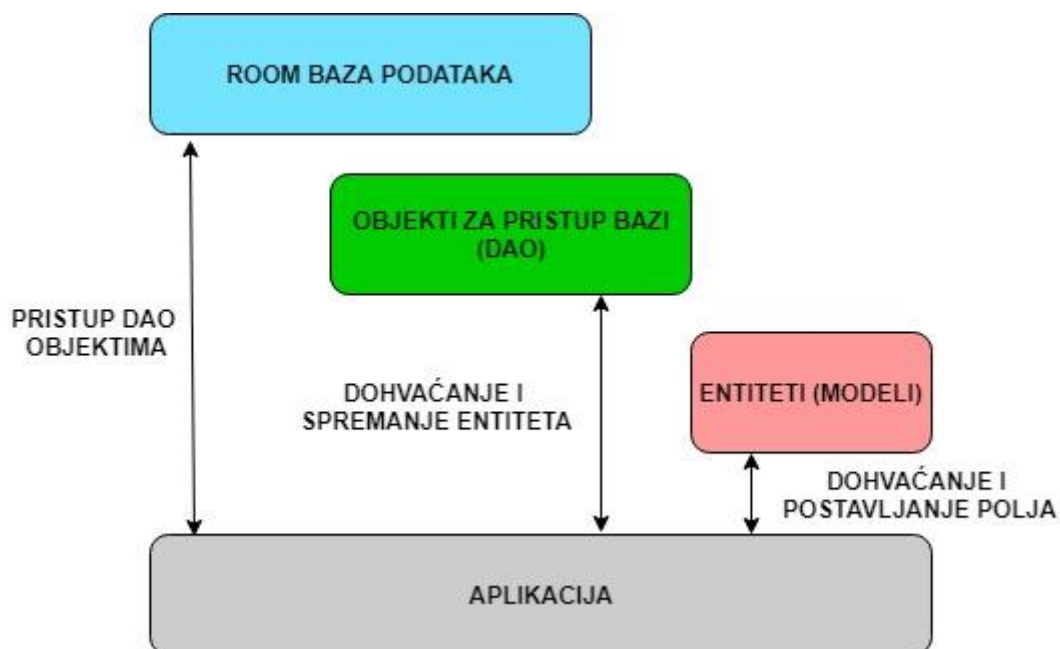 ROOM BAZA PODATAKA
OBJEKTI ZA PRISTUP BAZI
(DAO)
PRISTUP DAO
OBJEKTIMA
DOHVAĆANJE I
SPREMANJE ENTITETA
ENTITETI (MODELI)
DOHVAĆANJE I
POSTAVLJANJE POLJA
APLIKACIJA